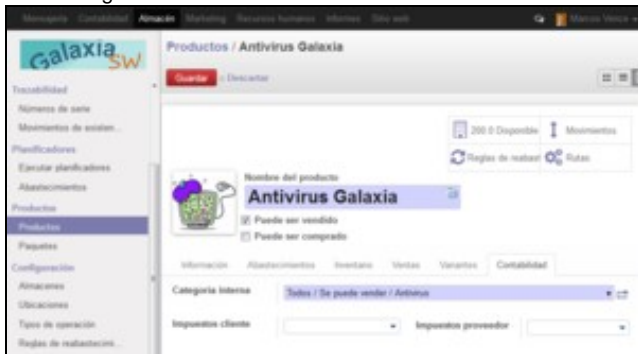 Mensajería Contabilidad Almacén Marketing Recursos humanos Informes Sitio web
Marcos Venca
Galaxia
SW
Productos / Antivirus Galaxia
Guardar o Descartar
Trazabilidad
Números de serie
Movimientos de existen...
Planificadores
Ejecutar planificadores
Abastecimientos
Productos
Productos
Paquetes
Configuración
Almacenes
Ubicaciones
Tipos de operación
Reglas de reabastecimi...
200.0 Disponible
Movimientos
Reglas de reabast
Rutas
Nombre del producto
Antivirus Galaxia
Puede ser vendido
Puede ser comprado
Información Abastecimientos Inventario Ventas Variantes Contabilidad
Categoría interna
Todos / Se puede vender / Antivirus
Impuestos cliente
Impuestos proveedor